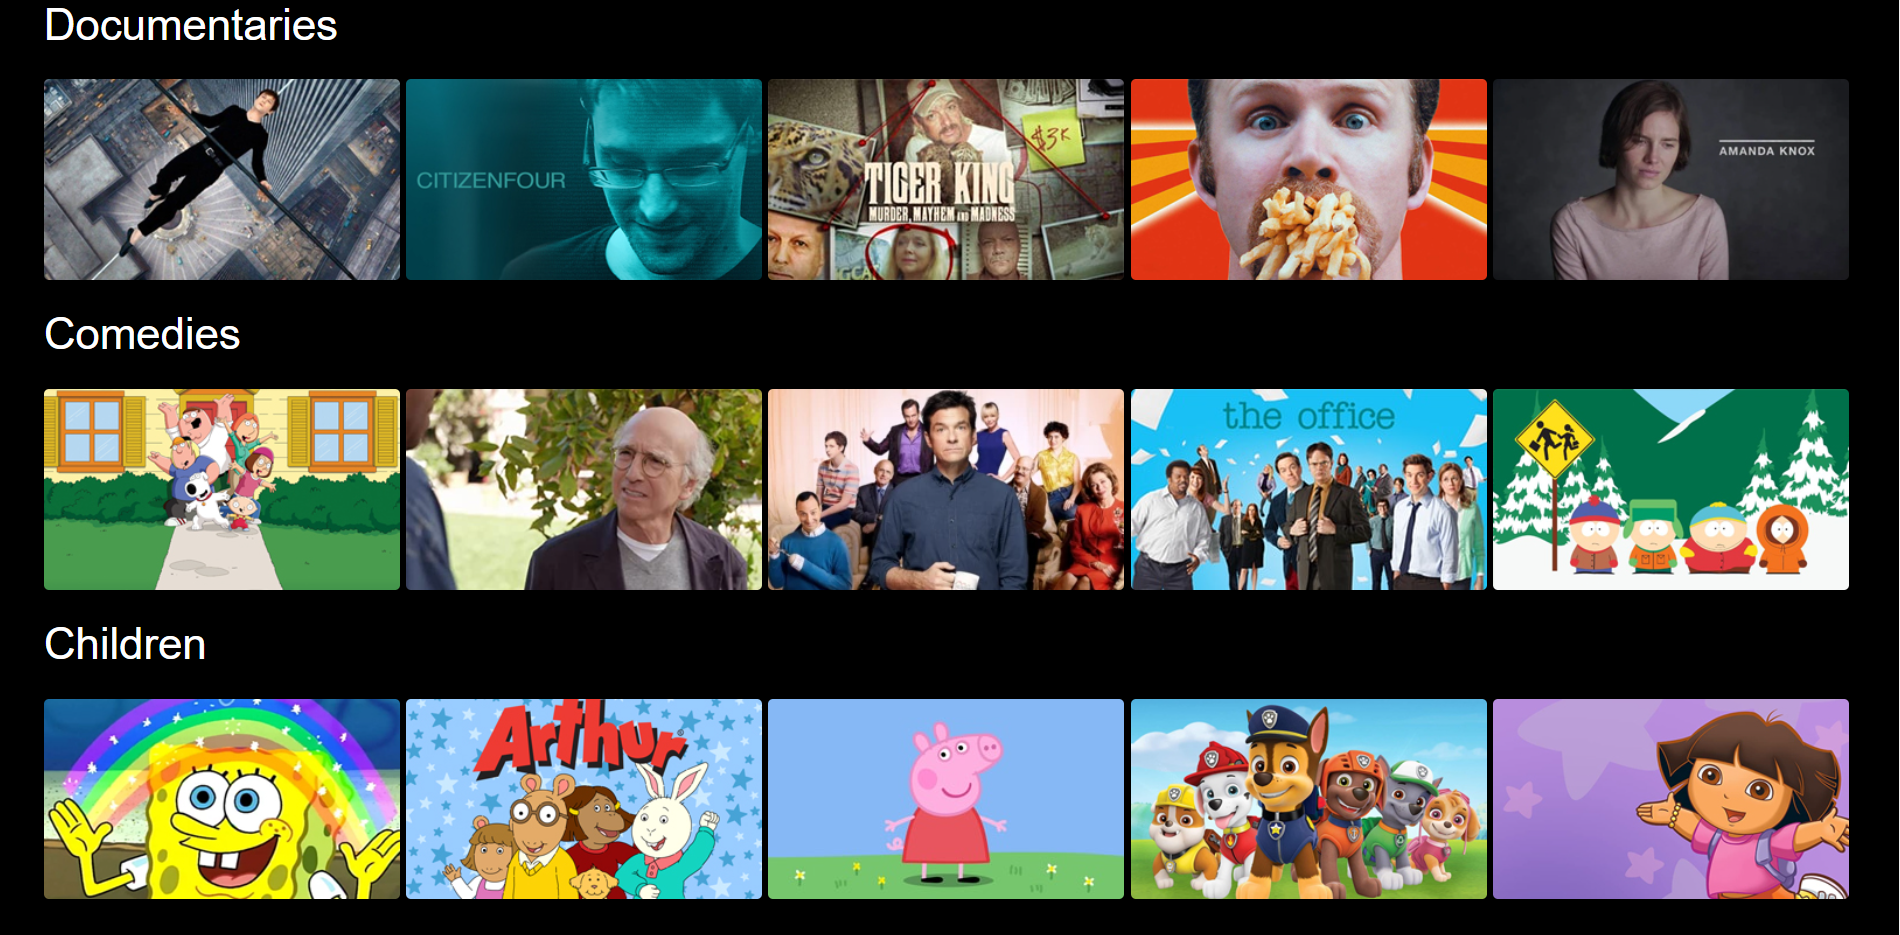 Documentaries
CITIZENFOUR
$3K
TIGER KING
MURDER, MAYHEM AND MADNESS
AMANDA KNOX
Comedies
the office
Children
Arthur